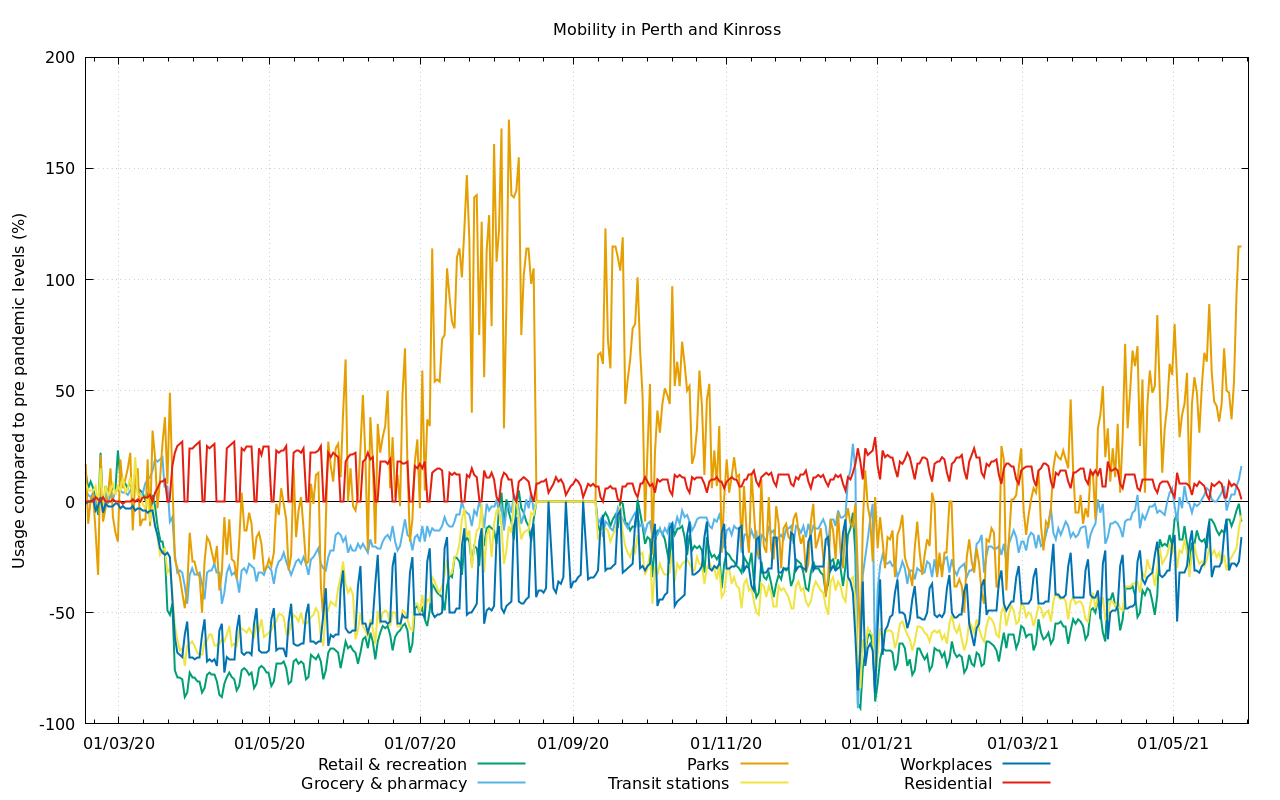 Mobility in Perth and Kinross
Usage compared to pre pandemic levels (%)
200
150
100
50
0
-50
-100
01/03/20 01/05/20 01/07/20 01/09/20 01/11/20 01/01/21 01/03/21 01/05/21
Retail & recreation Parks Workplaces
Grocery & pharmacy Transit stations Residential